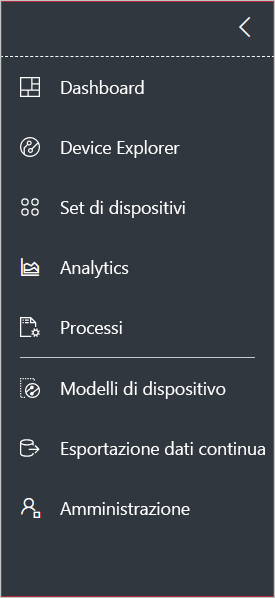 Dashboard
Device Explorer
Set di dispositivi
Analytics
Processi
Modelli di dispositivo
Esportazione dati continua
Amministrazione